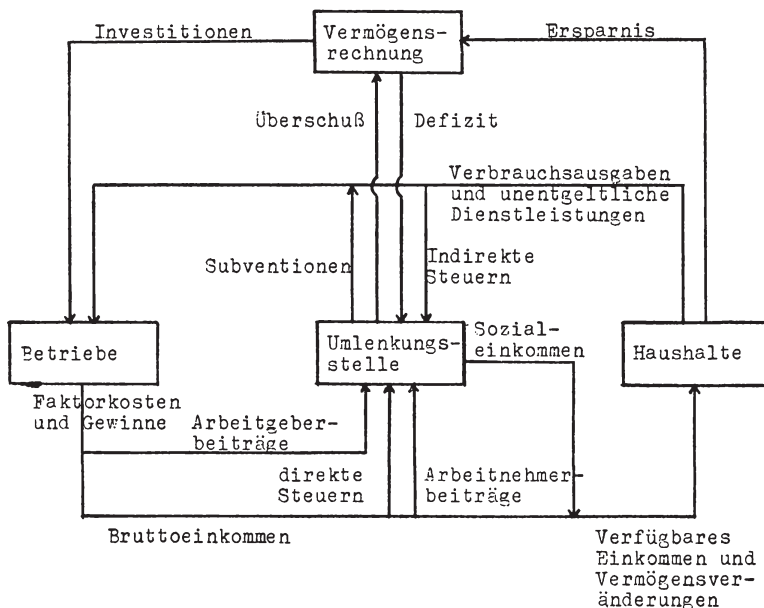 Investitionen
Vermögens-
rechnung
Ersparnis
Überschuß
Defizit
Verbrauchsausgaben
und unentgeltliche
Dienstleistungen
Subventionen
Indirekte
Steuern
Betriebe
Umlenkungs-
stelle
Sozial-
einkommen
Haushalte
Faktorkosten
und Gewinne
Arbeitgeber-
beiträge
direkte
Steuern
Arbeitnehmer-
beiträge
Bruttoeinkommen
Verfügbares
Einkommen und
Vermögensver-
änderungen